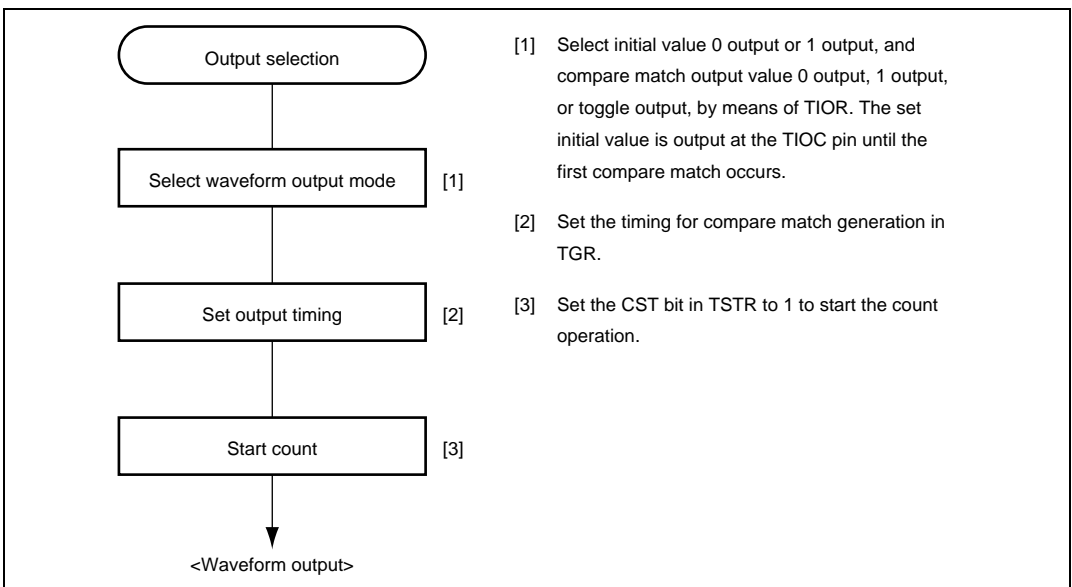 Output selection
Select waveform output mode
[1]
Set output timing
[2]
Start count
[3]
<Waveform output>
[1] Select initial value 0 output or 1 output, and
compare match output value 0 output, 1 output,
or toggle output, by means of TIOR. The set
initial value is output at the TIOC pin until the
first compare match occurs.
[2] Set the timing for compare match generation in
TGR.
[3] Set the CST bit in TSTR to 1 to start the count
operation.